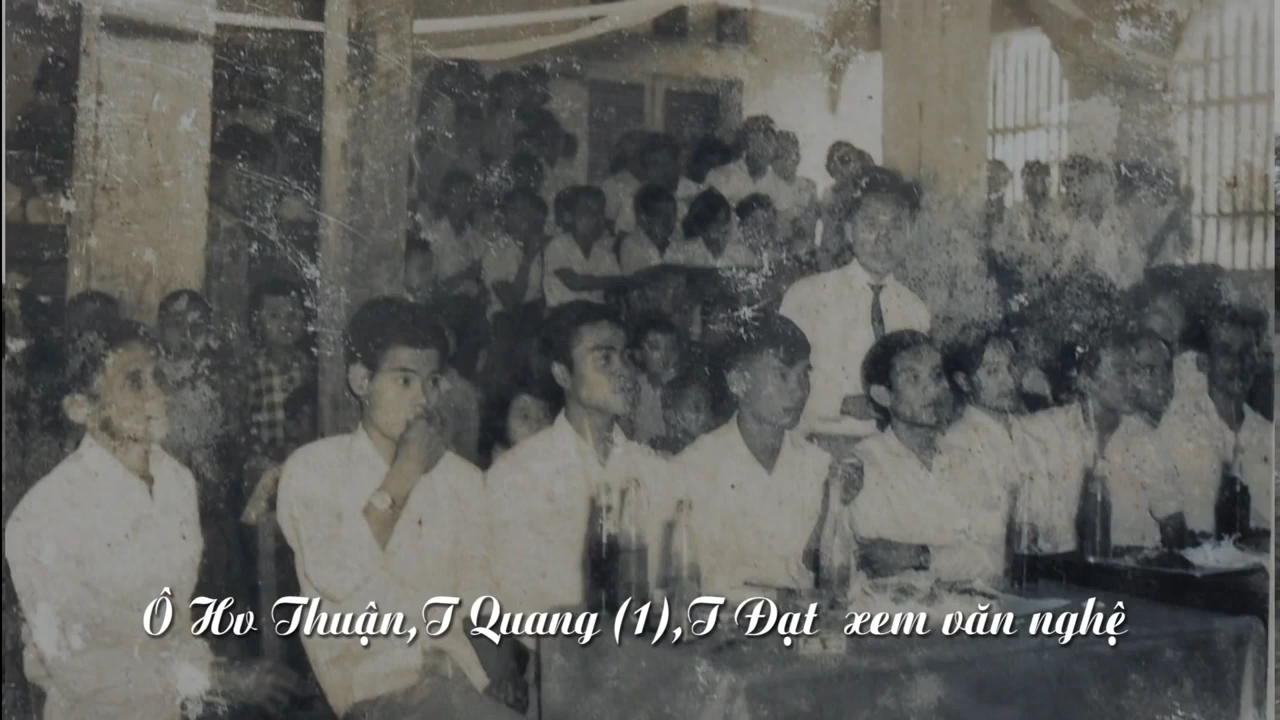 Ô Hv Thuận,T Quang (1),T Đạt  xem văn nghệ